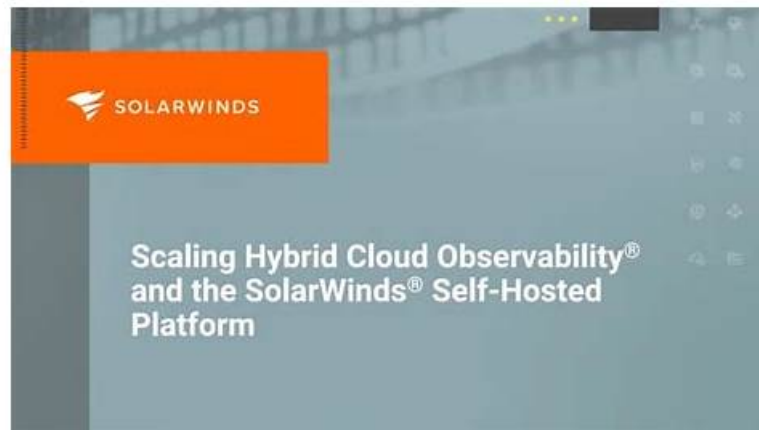 SOLARWINDS
Scaling Hybrid Cloud Observability®
and the SolarWinds® Self-Hosted
Platform